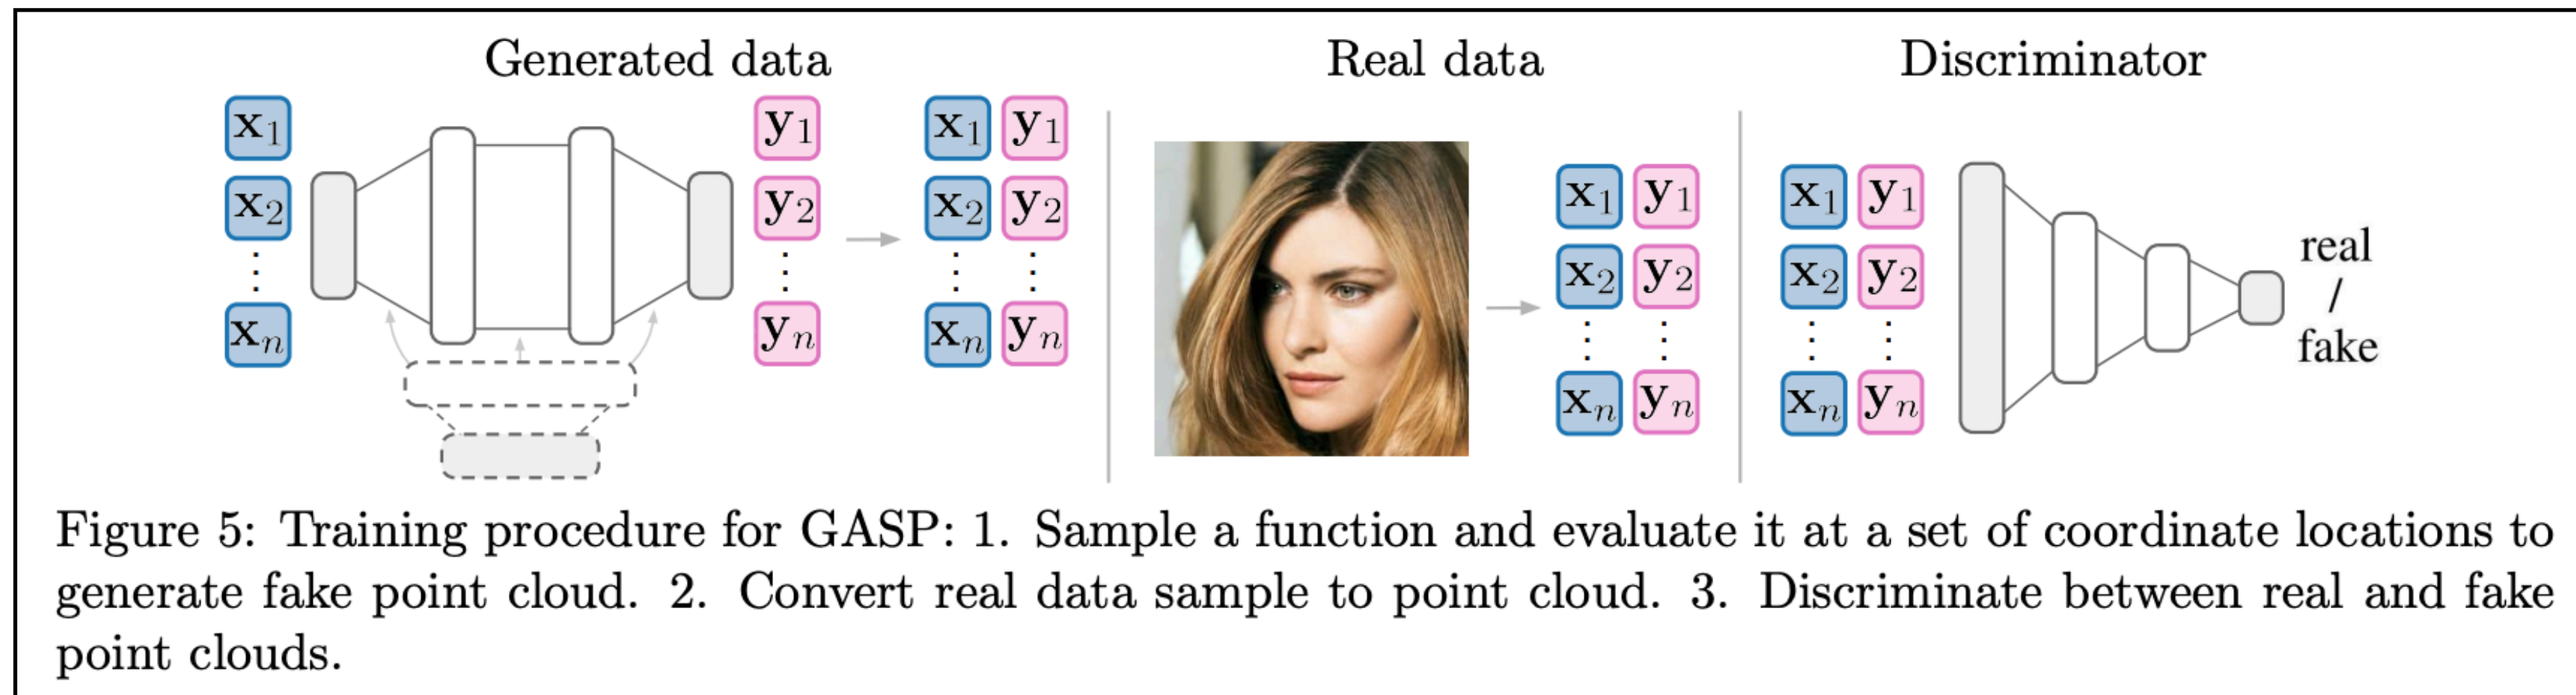 Generated data
Real data
Discriminator
x1
x2
⋮
xn
y1
y2
⋮
yn
x1 y1
x2 y2
⋮ ⋮
xn yn
x1 y1
x2 y2
⋮ ⋮
xn yn
x1 y1
x2 y2
⋮ ⋮
xn yn
real
/
fake
Figure 5: Training procedure for GASP: 1. Sample a function and evaluate it at a set of coordinate locations to
generate fake point cloud. 2. Convert real data sample to point cloud. 3. Discriminate between real and fake
point clouds.